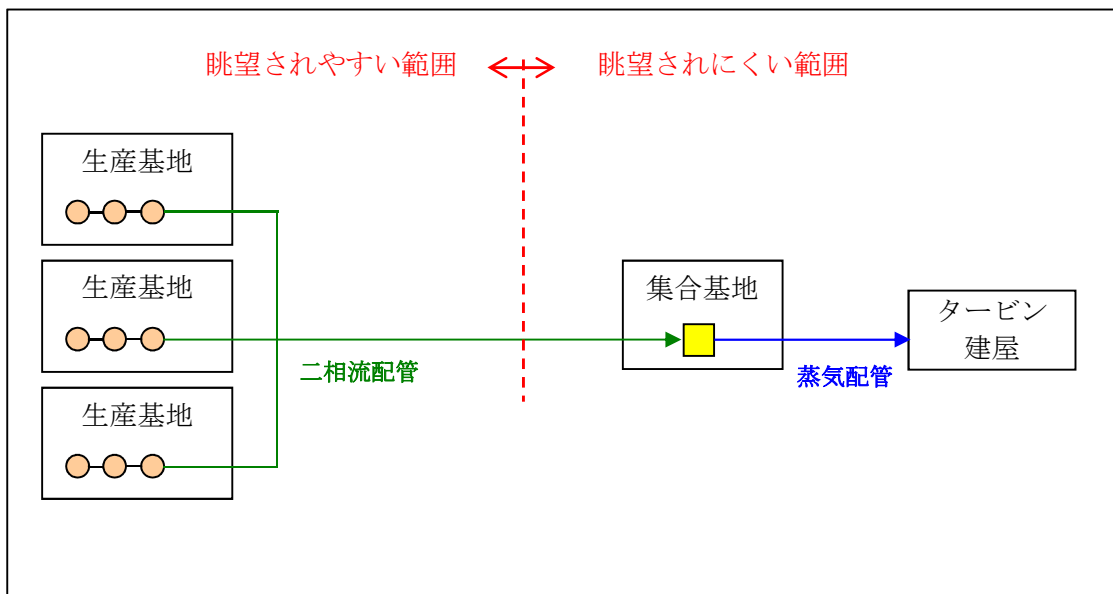 眺望されやすい範囲
眺望されにくい範囲
生産基地
生産基地
二相流配管
生産基地
集合基地
蒸気配管
タービン
建屋